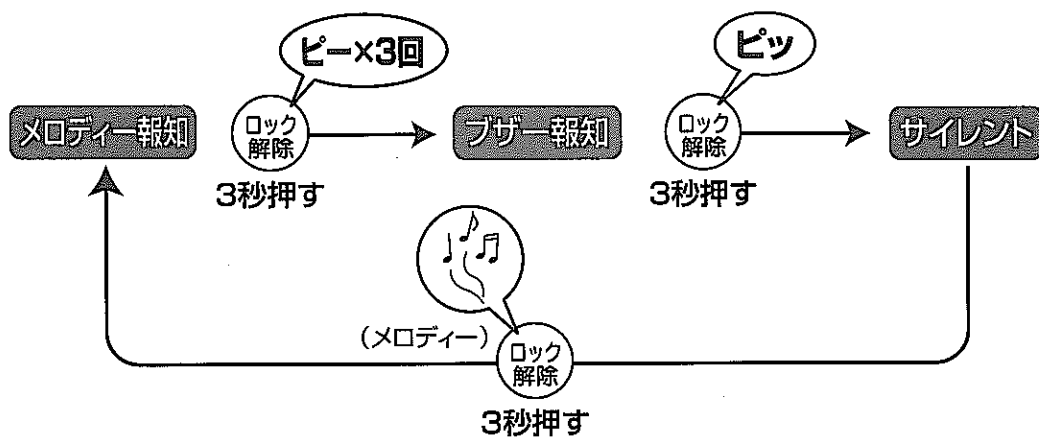 ピー×3回
ピッ
メロディー報知
ロック
解除
ブザー報知
ロック
解除
サイレント
3秒押す
3秒押す
(メロディー)
ロック
解除
3秒押す